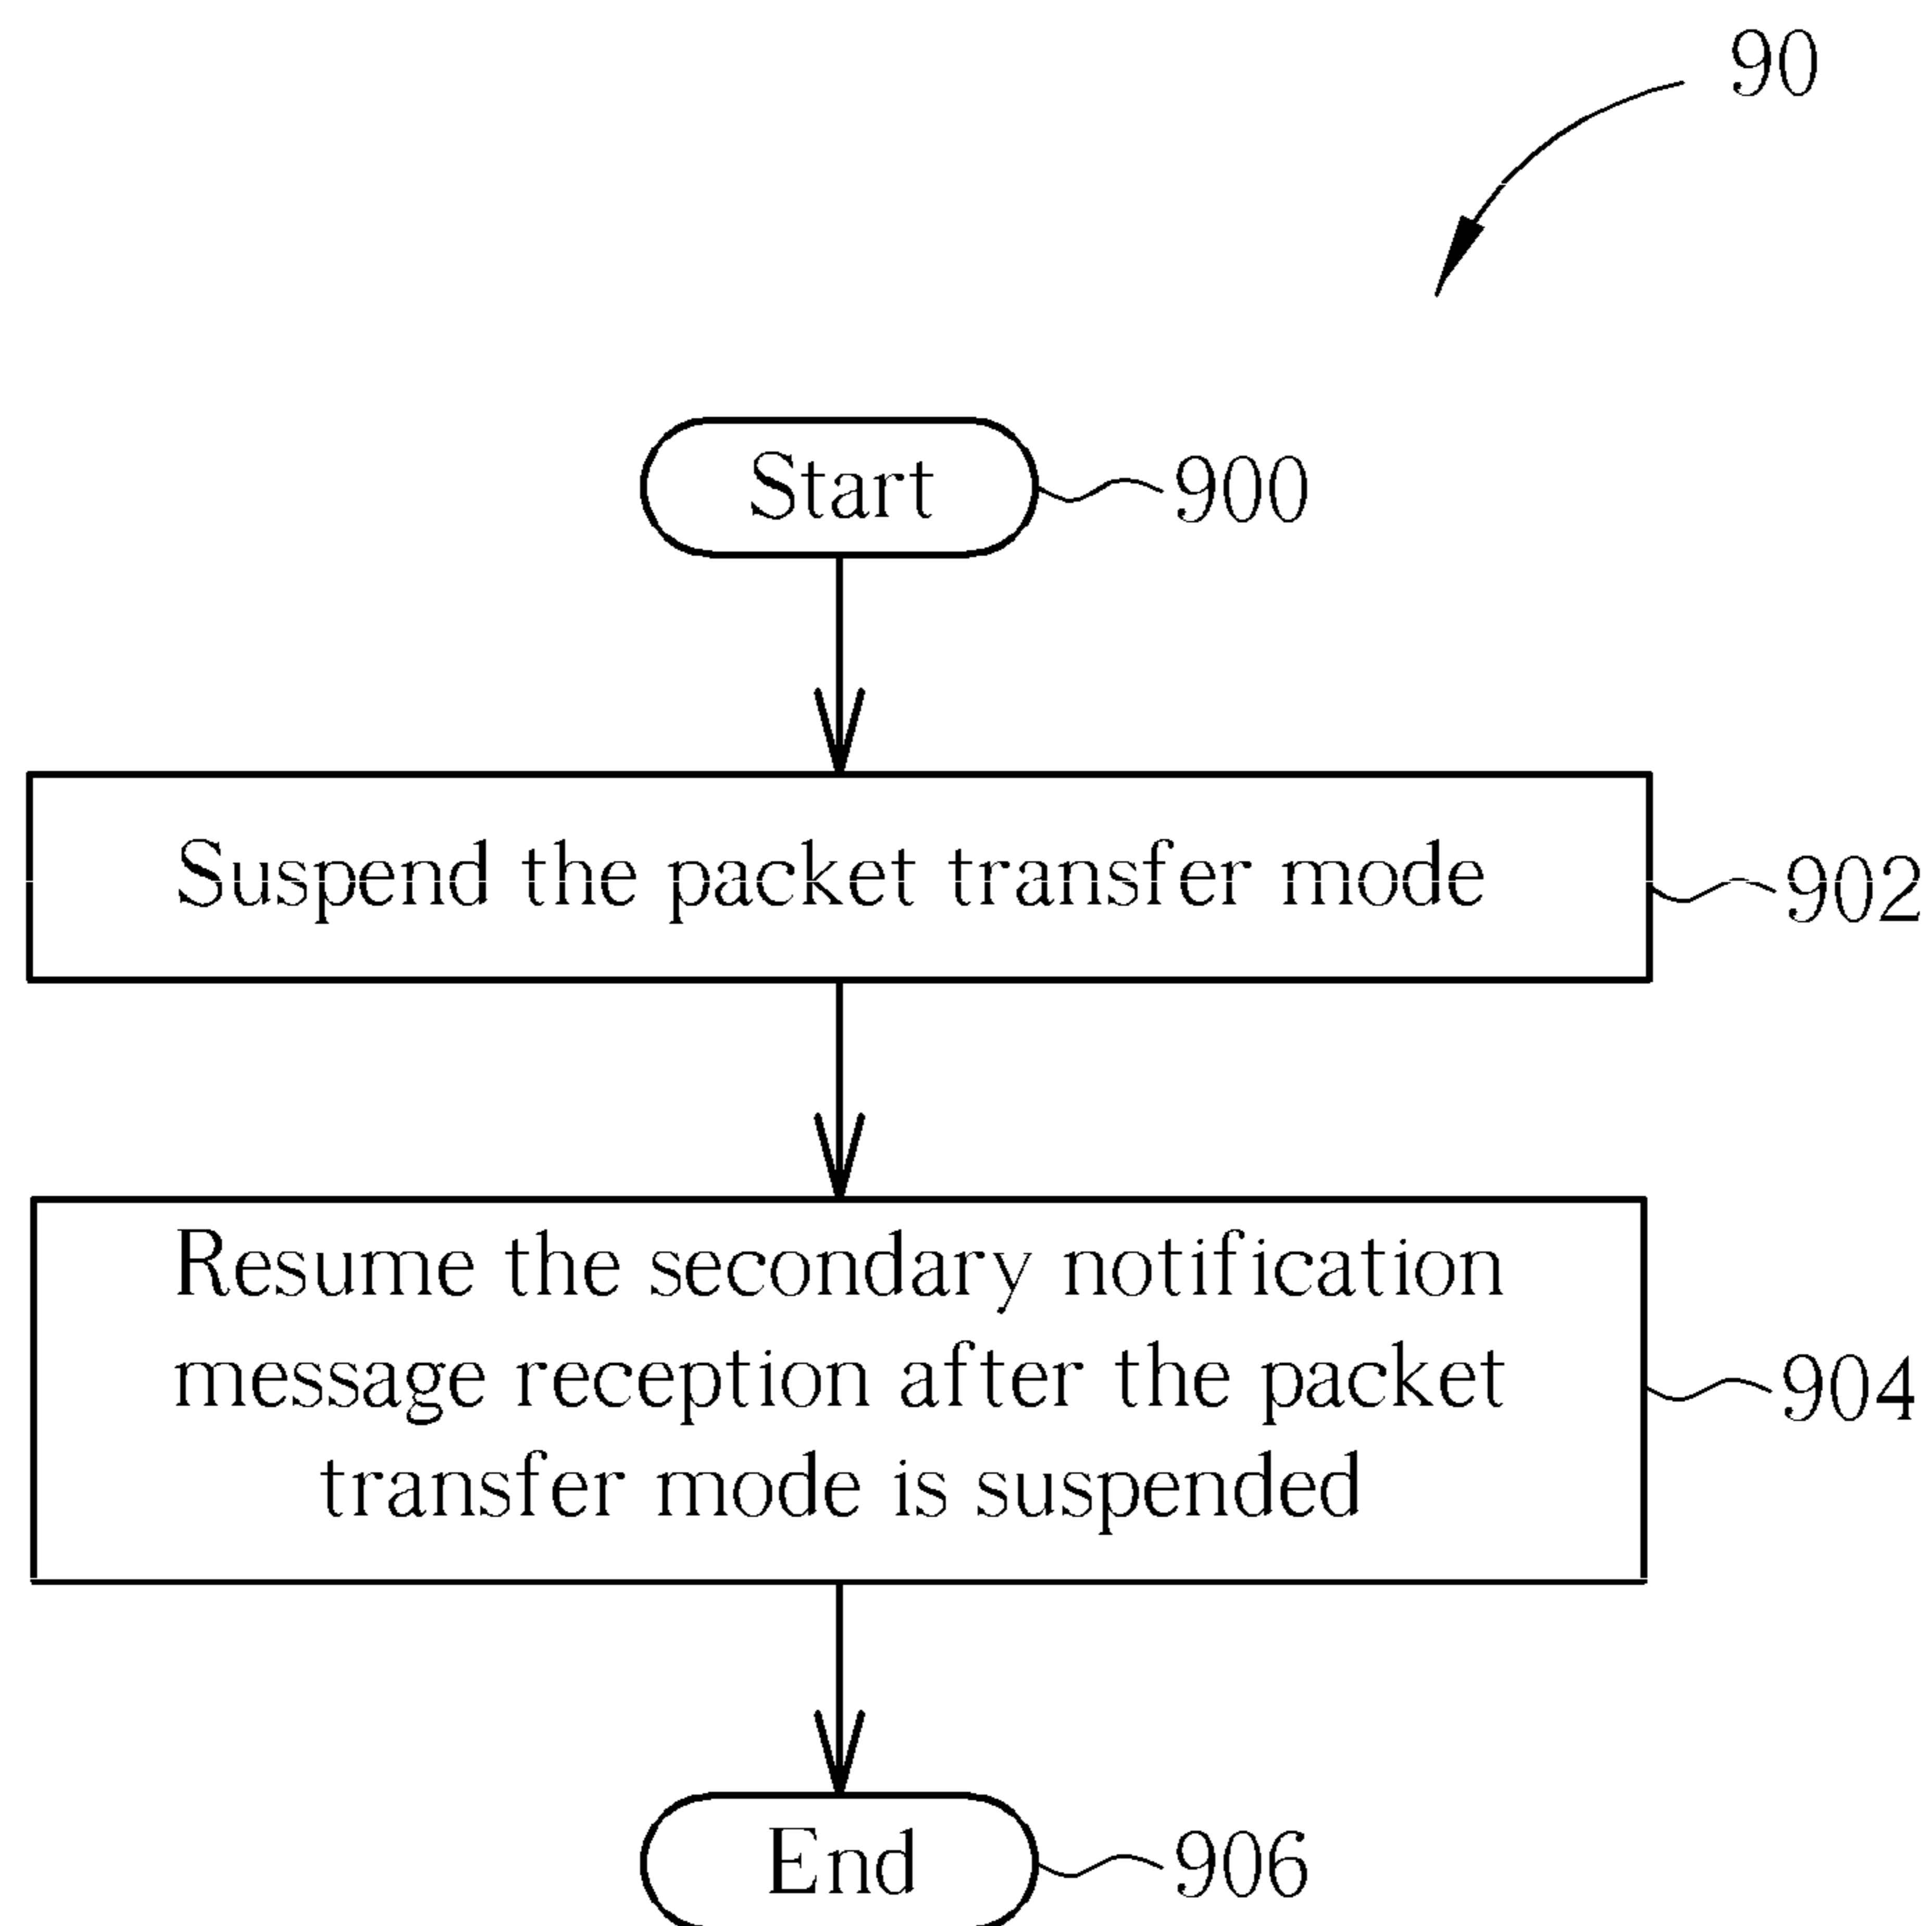 90
Start
900
Suspend the packet transfer mode
902
Resume the secondary notification
message reception after the packet
transfer mode is suspended
904
End
906